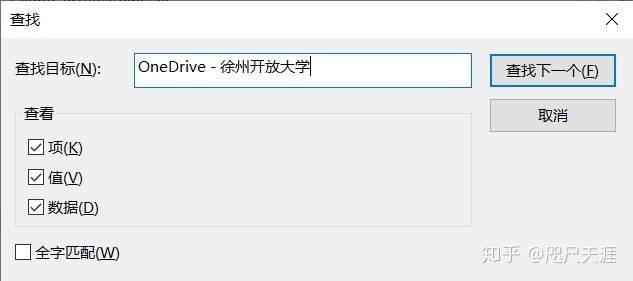 查找
查找目标(N):
OneDrive - 徐州开放大学
查找下一个(F)
取消
查看
项(K)
值(V)
数据(D)
全字匹配(W)
知乎 @咫尺天涯